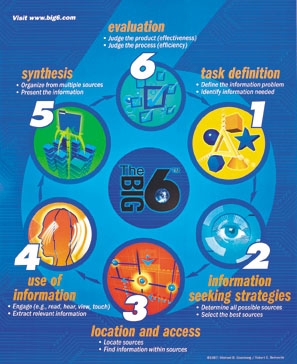 Visit www.big6.com
evaluation
• Judge the product (effectiveness)
• Judge the process (efficiency)
6
synthesis
• Organize from multiple sources
• Present the information
5
task definition
• Define the information problem
• Identify information needed
1
The
BIG
6
4
use of
information
• Engage (e.g., read, hear, view, touch)
• Extract relevant information
2
information
seeking strategies
• Determine all possible sources
• Select the best sources
3
location and access
• Locate sources
• Find information within sources